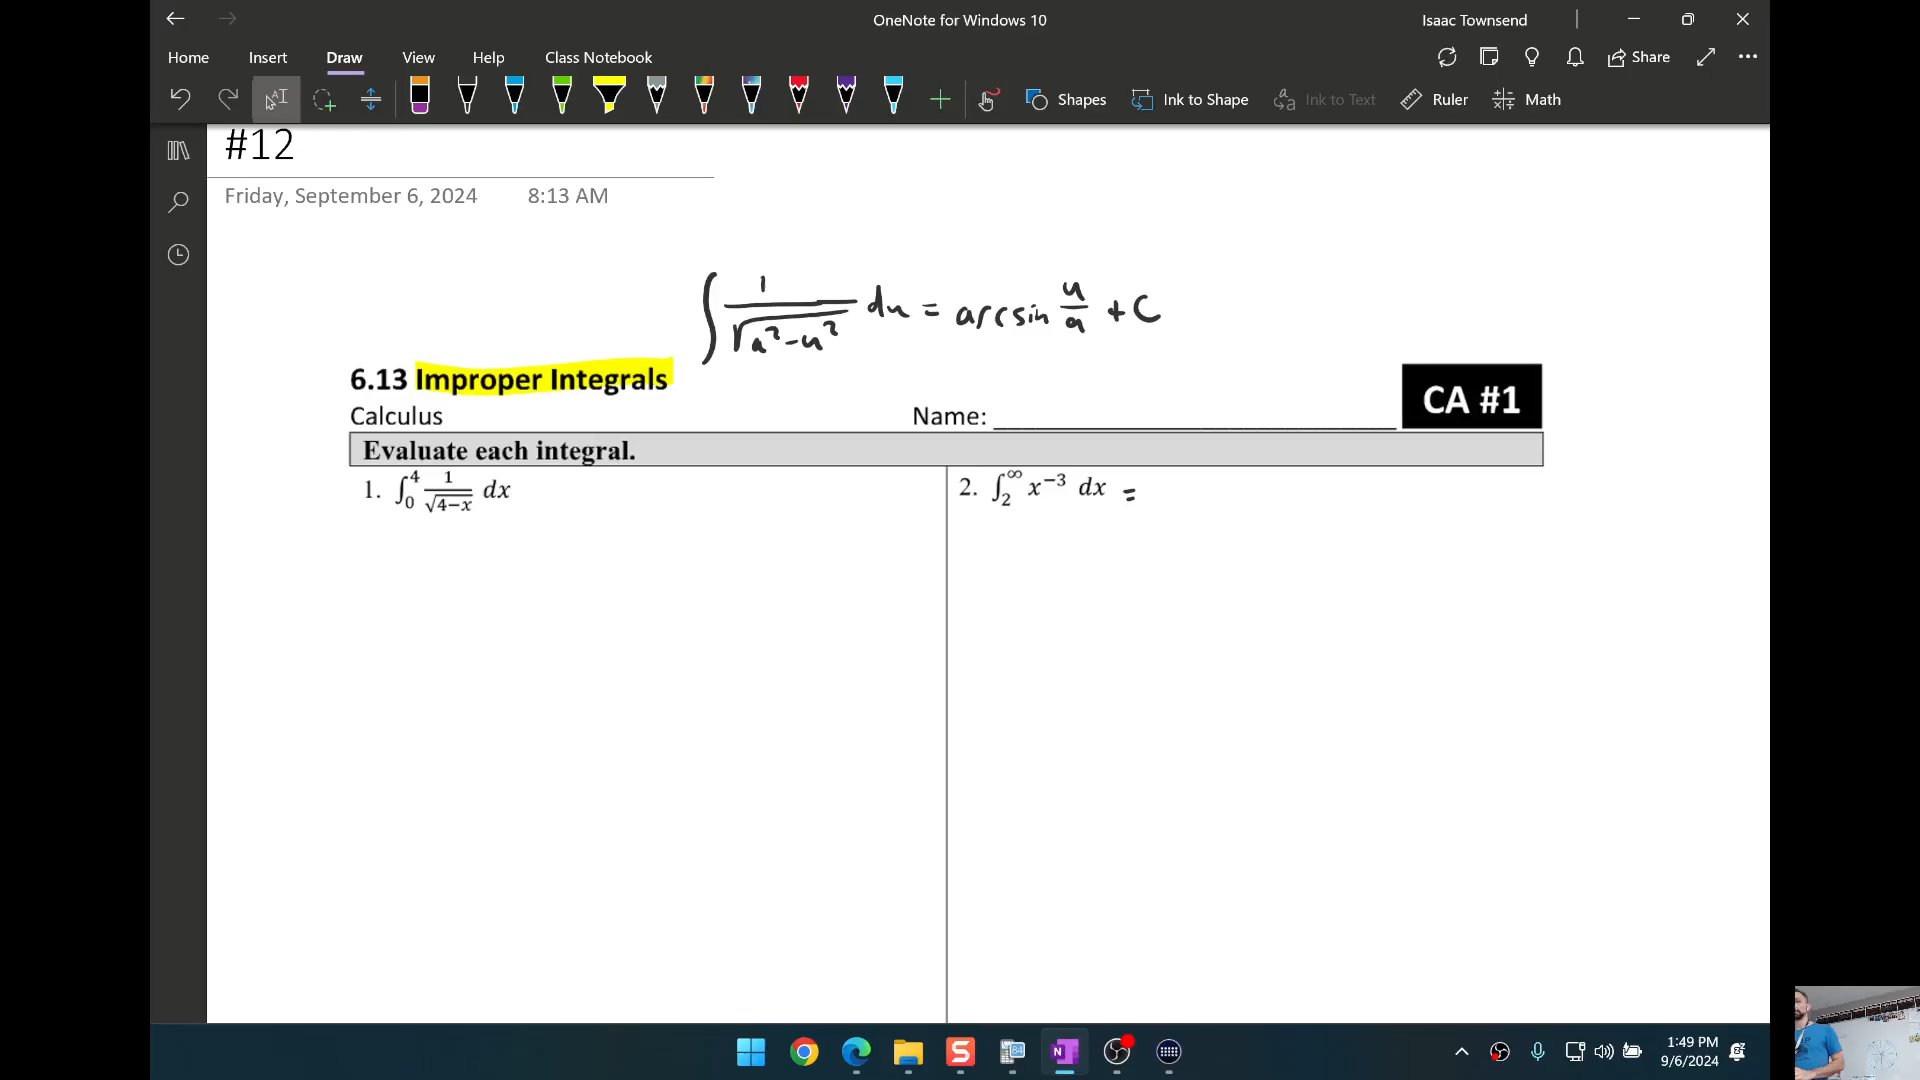 OneNote for Windows 10
Isaac Townsend
Home Insert Draw View Help Class Notebook
Share
Shapes Ink to Shape Ink to Text Ruler Math
#12
Friday, September 6, 2024 8:13 AM
∫ 1/√(a²-u²) du = arcsin u/a + C
6.13 Improper Integrals
CA #1
Calculus Name: ______________________________
Evaluate each integral.
1. ∫₀⁴ 1/√(4−x) dx
2. ∫₂^∞ x⁻³ dx =
1:49 PM
9/6/2024